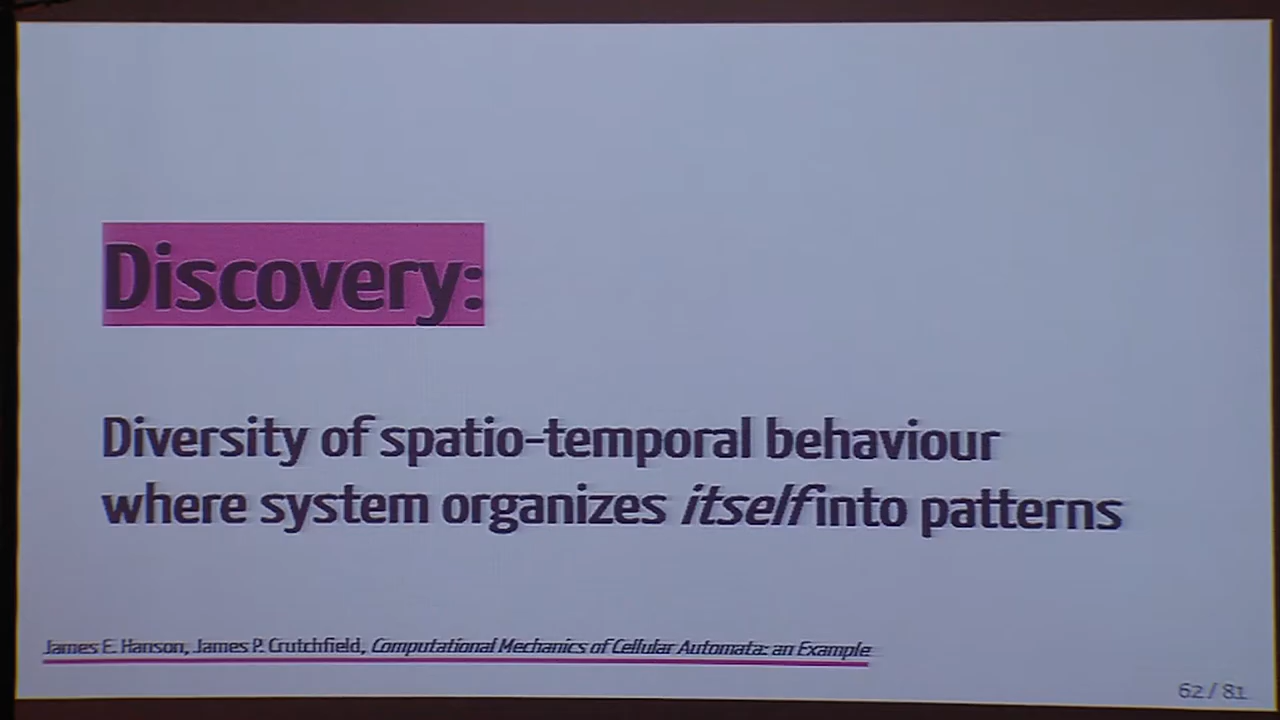 Discovery:
Diversity of spatio-temporal behaviour
where system organizes itself into patterns
James E. Hanson, James P. Crutchfield, Computational Mechanics of Cellular Automata: an Example
62 / 81